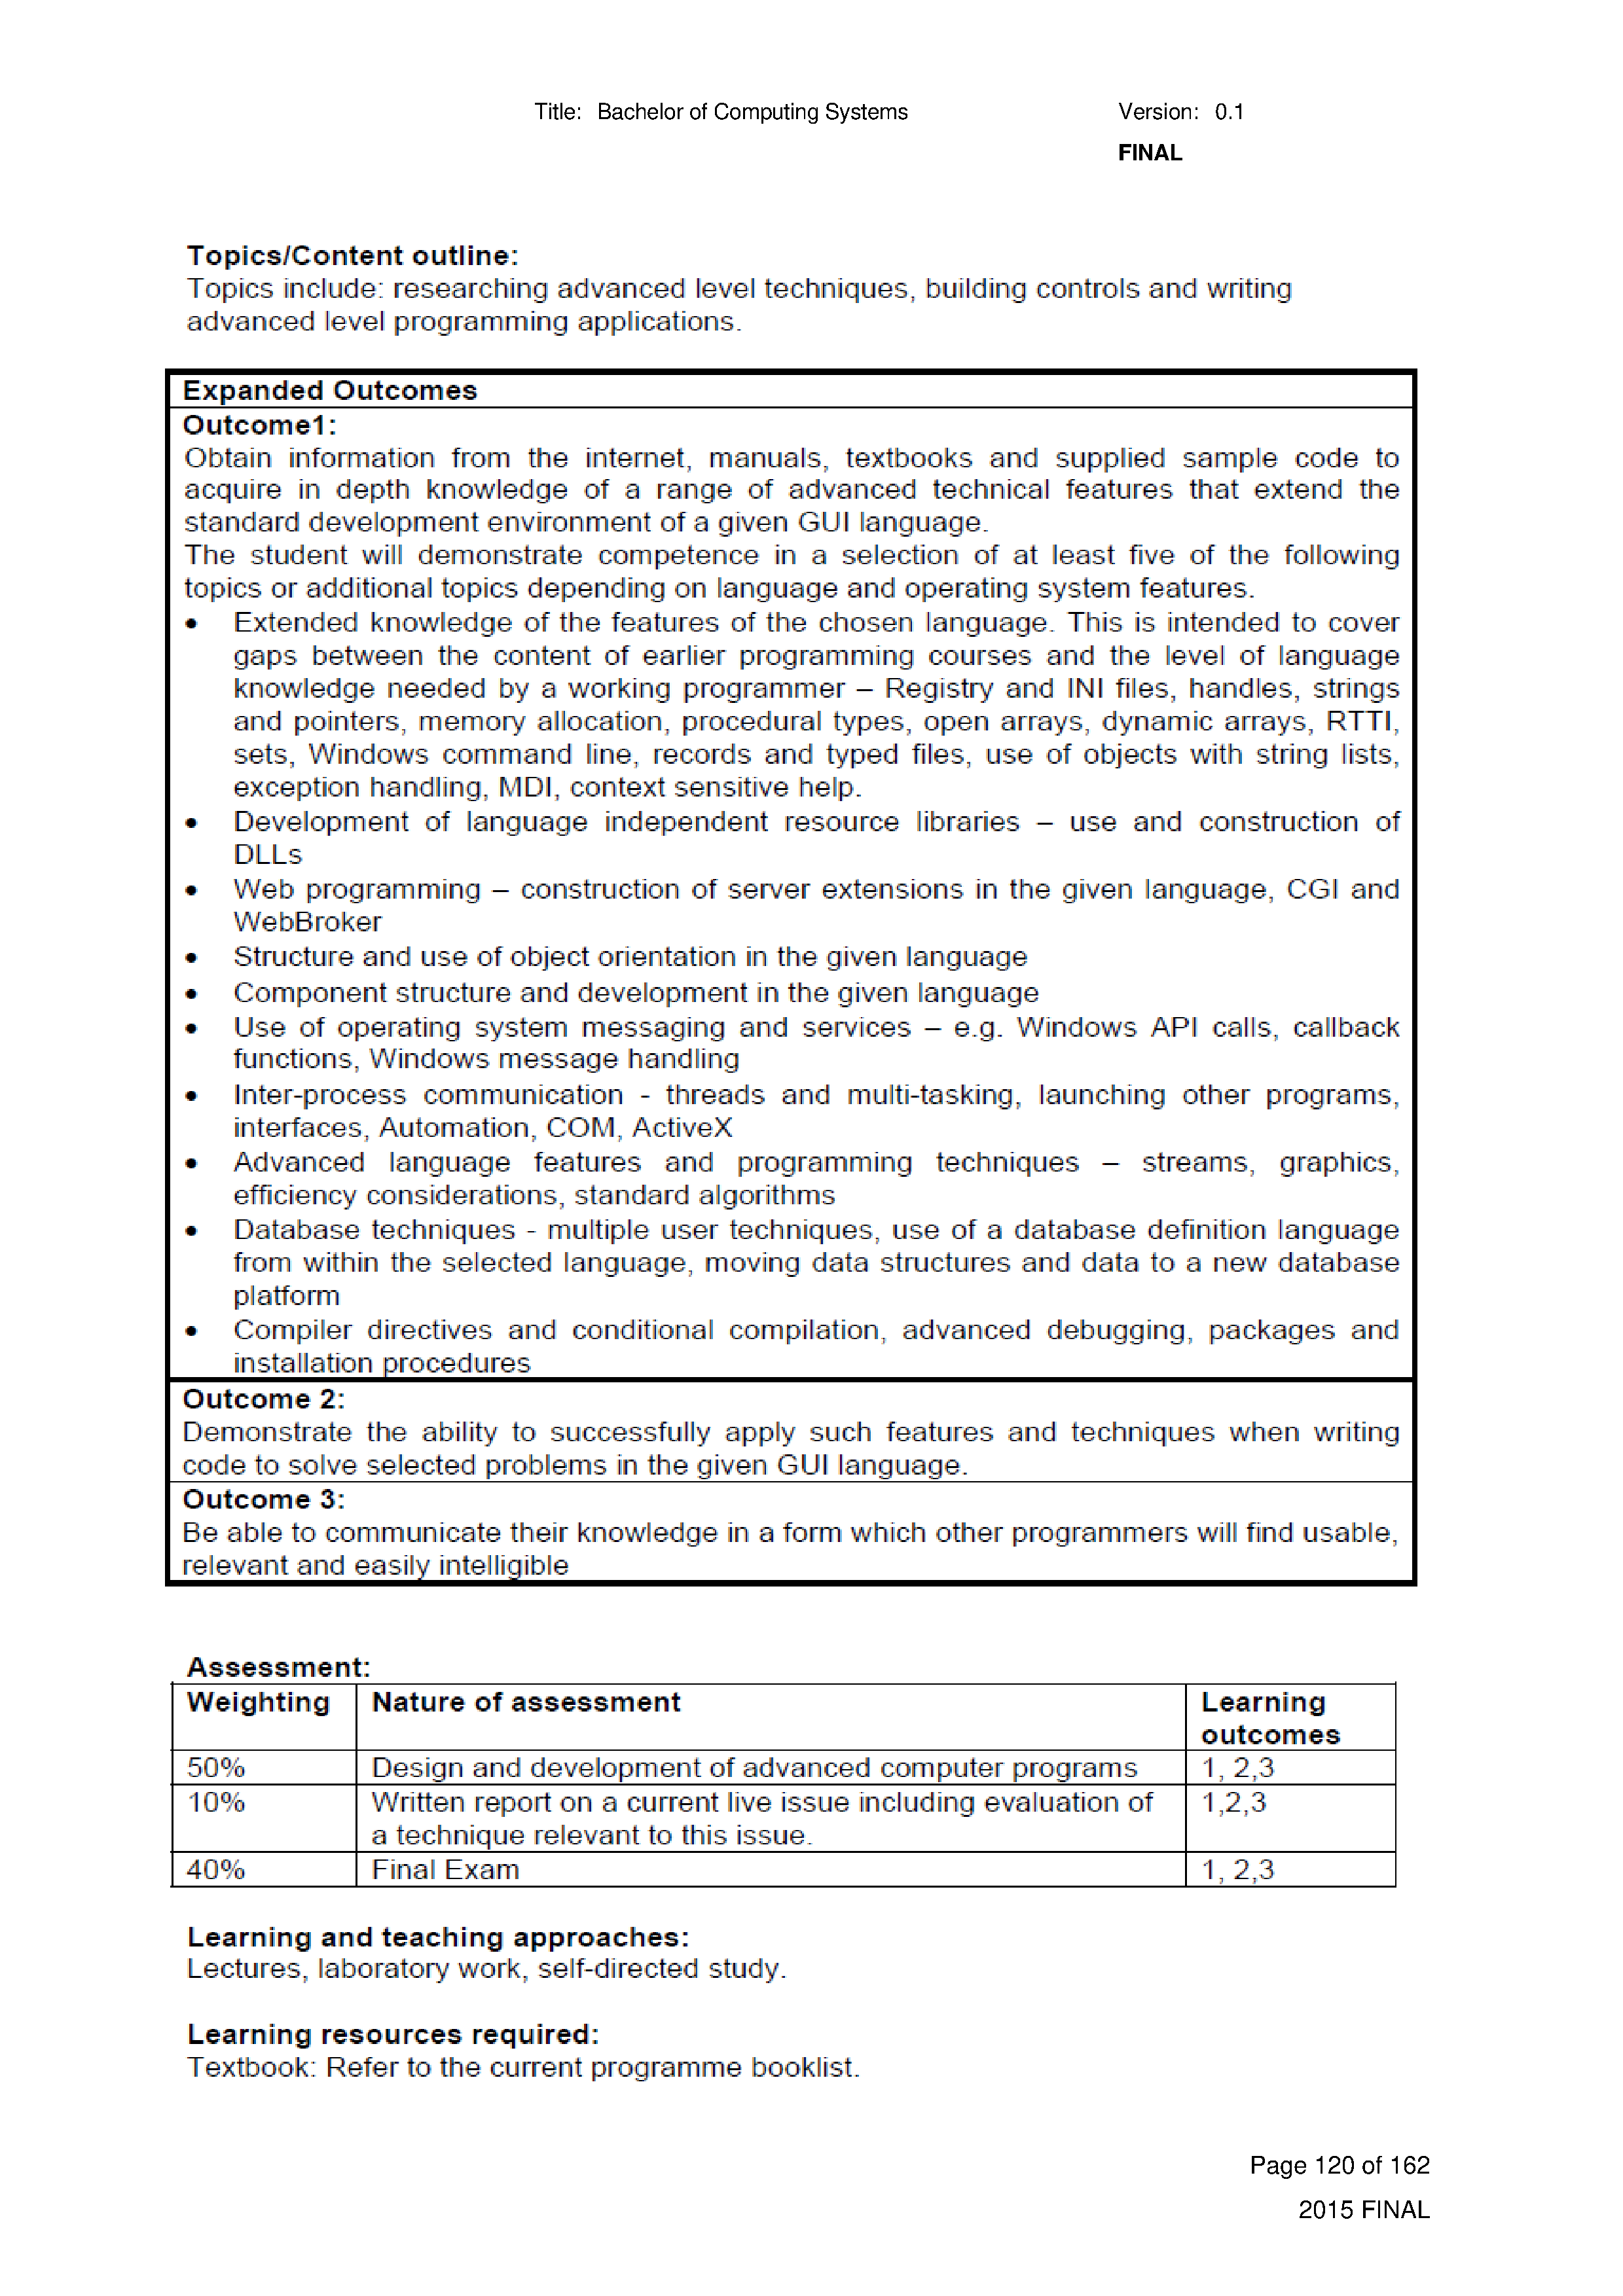 Title: Bachelor of Computing Systems Version: 0.1
FINAL
Topics/Content outline:
Topics include: researching advanced level techniques, building controls and writing
advanced level programming applications.
Expanded Outcomes
Outcome1:
Obtain information from the internet, manuals, textbooks and supplied sample code to
acquire in depth knowledge of a range of advanced technical features that extend the
standard development environment of a given GUI language.
The student will demonstrate competence in a selection of at least five of the following
topics or additional topics depending on language and operating system features.
• Extended knowledge of the features of the chosen language. This is intended to cover
gaps between the content of earlier programming courses and the level of language
knowledge needed by a working programmer – Registry and INI files, handles, strings
and pointers, memory allocation, procedural types, open arrays, dynamic arrays, RTTI,
sets, Windows command line, records and typed files, use of objects with string lists,
exception handling, MDI, context sensitive help.
• Development of language independent resource libraries – use and construction of
DLLs
• Web programming – construction of server extensions in the given language, CGI and
WebBroker
• Structure and use of object orientation in the given language
• Component structure and development in the given language
• Use of operating system messaging and services – e.g. Windows API calls, callback
functions, Windows message handling
• Inter-process communication - threads and multi-tasking, launching other programs,
interfaces, Automation, COM, ActiveX
• Advanced language features and programming techniques – streams, graphics,
efficiency considerations, standard algorithms
• Database techniques - multiple user techniques, use of a database definition language
from within the selected language, moving data structures and data to a new database
platform
• Compiler directives and conditional compilation, advanced debugging, packages and
installation procedures
Outcome 2:
Demonstrate the ability to successfully apply such features and techniques when writing
code to solve selected problems in the given GUI language.
Outcome 3:
Be able to communicate their knowledge in a form which other programmers will find usable,
relevant and easily intelligible
Assessment:
Weighting Nature of assessment Learning
outcomes
50% Design and development of advanced computer programs 1, 2,3
10% Written report on a current live issue including evaluation of 1,2,3
a technique relevant to this issue.
40% Final Exam 1, 2,3
Learning and teaching approaches:
Lectures, laboratory work, self-directed study.
Learning resources required:
Textbook: Refer to the current programme booklist.
Page 120 of 162
2015 FINAL